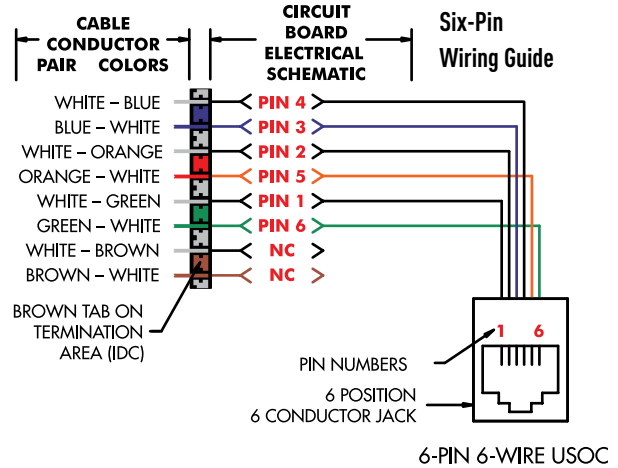 CABLE
CONDUCTOR
PAIR COLORS
CIRCUIT
BOARD
ELECTRICAL
SCHEMATIC
Six-Pin
Wiring Guide
WHITE – BLUE
PIN 4
BLUE – WHITE
PIN 3
WHITE – ORANGE
PIN 2
ORANGE – WHITE
PIN 5
WHITE – GREEN
PIN 1
GREEN – WHITE
PIN 6
WHITE – BROWN
NC
BROWN – WHITE
NC
BROWN TAB ON
TERMINATION
AREA (IDC)
1 6
PIN NUMBERS
6 POSITION
6 CONDUCTOR JACK
6-PIN 6-WIRE USOC